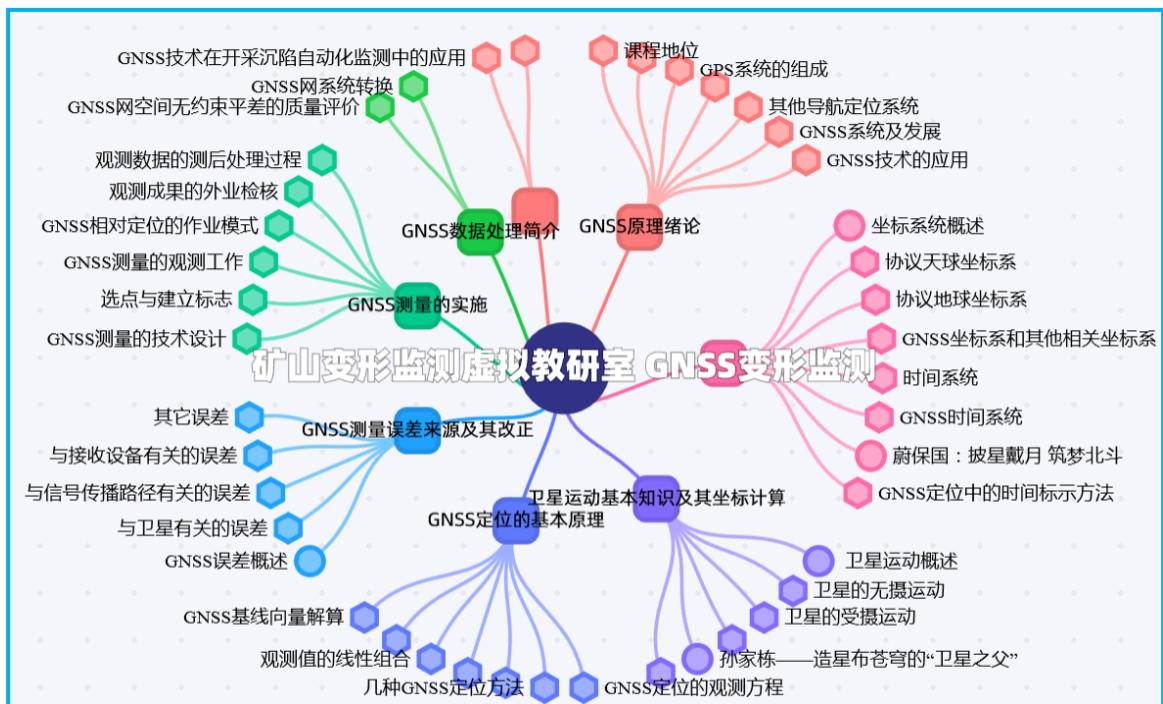 GNSS技术在开采沉陷自动化监测中的应用
课程地位
GPS系统的组成
GNSS网系统转换
GNSS网空间无约束平差的质量评价
其他导航定位系统
GNSS系统及发展
GNSS技术的应用
观测数据的测后处理过程
观测成果的外业检核
GNSS相对定位的作业模式
GNSS测量的观测工作
选点与建立标志
GNSS测量的技术设计
GNSS数据处理简介
GNSS原理绪论
GNSS测量的实施
坐标系统概述
协议天球坐标系
协议地球坐标系
GNSS坐标系和其他相关坐标系
时间系统
GNSS时间系统
蔚保国：披星戴月 筑梦北斗
GNSS定位中的时间标示方法
矿山变形监测虚拟教研室 GNSS变形监测
其它误差
GNSS测量误差来源及其改正
与接收设备有关的误差
与信号传播路径有关的误差
与卫星有关的误差
GNSS误差概述
卫星运动基本知识及其坐标计算
GNSS定位的基本原理
卫星运动概述
卫星的无摄运动
卫星的受摄运动
孙家栋——造星布苍穹的“卫星之父”
GNSS基线向量解算
观测值的线性组合
几种GNSS定位方法
GNSS定位的观测方程